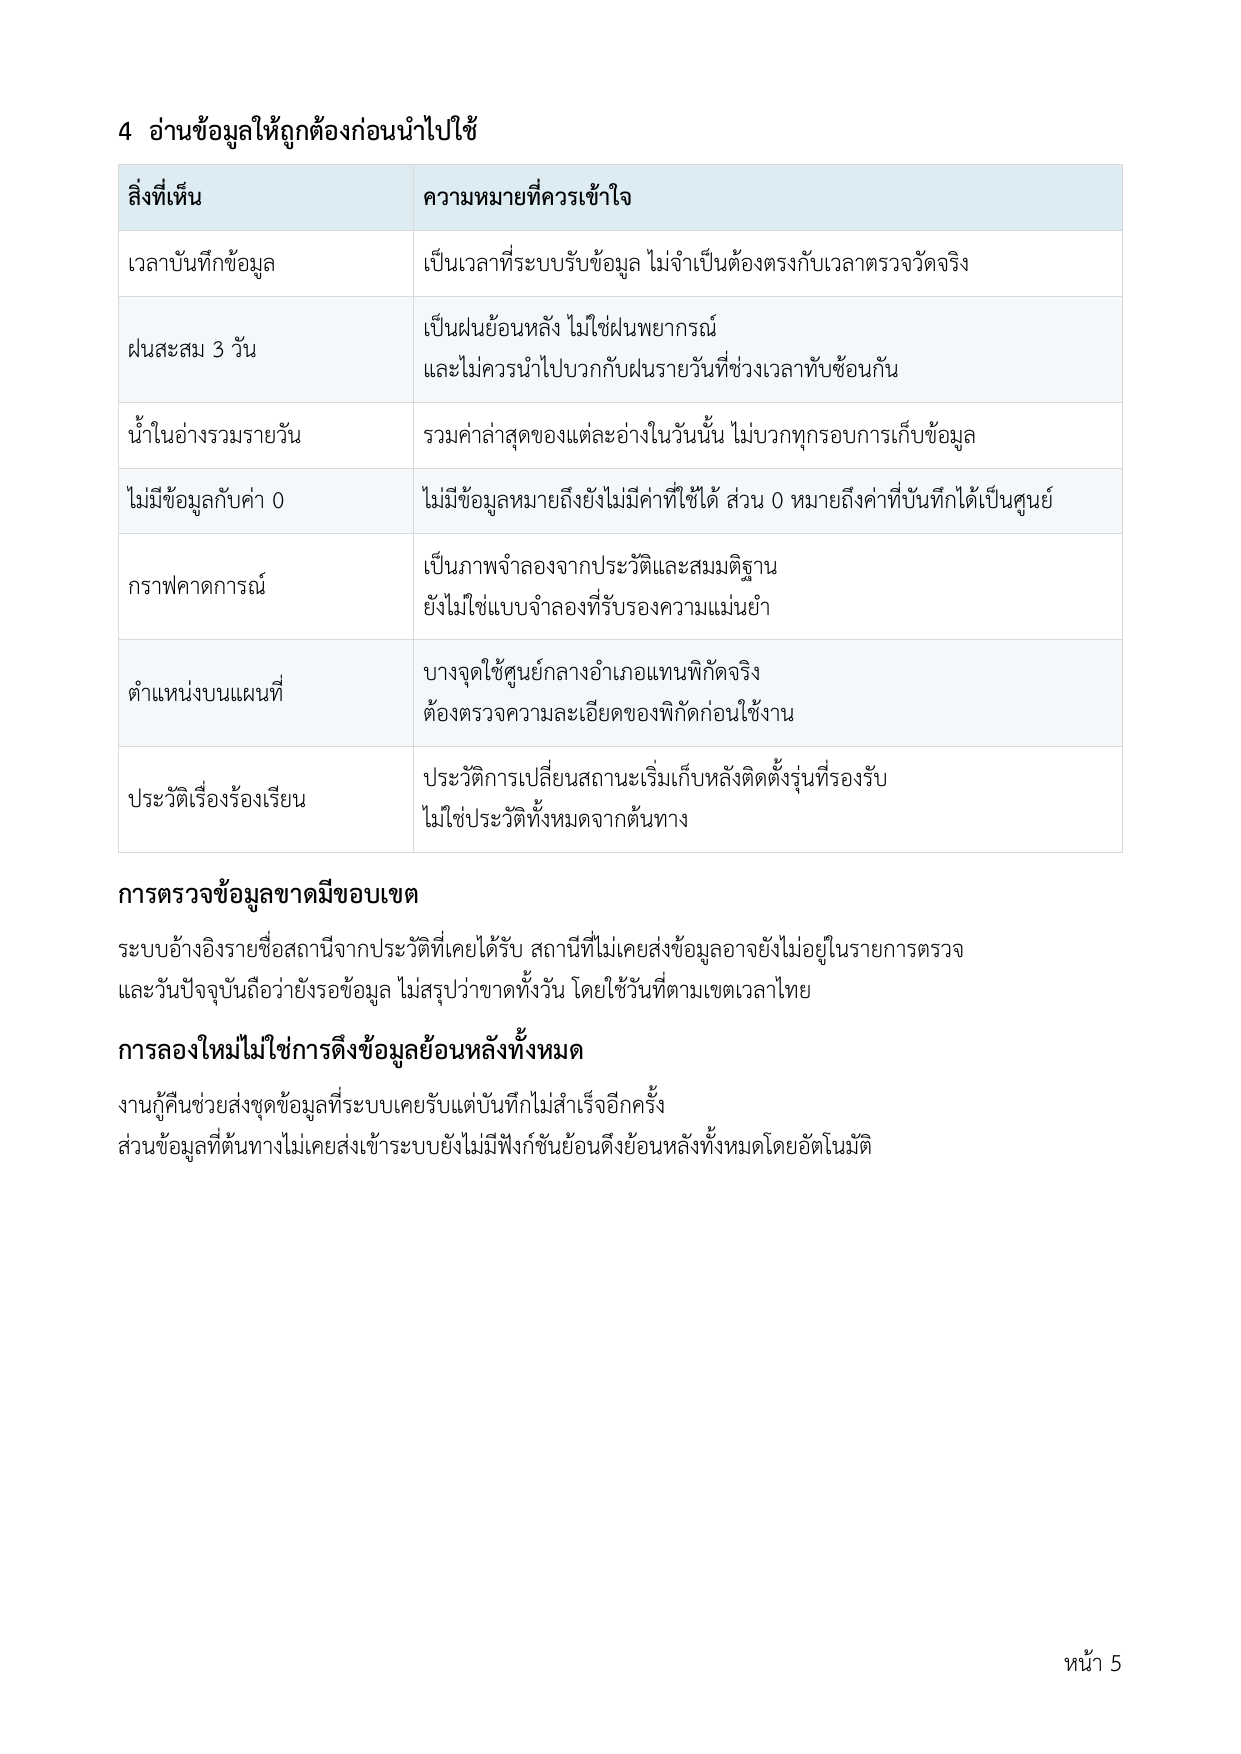 4 อ่านข้อมูลให้ถูกต้องก่อนนำไปใช้
สิ่งที่เห็น ความหมายที่ควรเข้าใจ
เวลาบันทึกข้อมูล เป็นเวลาที่ระบบรับข้อมูล ไม่จำเป็นต้องตรงกับเวลาตรวจวัดจริง
ฝนสะสม 3 วัน เป็นฝนย้อนหลัง ไม่ใช่ฝนพยากรณ์
และไม่ควรนำไปบวกกับฝนรายวันที่ช่วงเวลาทับซ้อนกัน
น้ำในอ่างรวมรายวัน รวมค่าล่าสุดของแต่ละอ่างในวันนั้น ไม่บวกทุกรอบการเก็บข้อมูล
ไม่มีข้อมูลกับค่า 0 ไม่มีข้อมูลหมายถึงยังไม่มีค่าที่ใช้ได้ ส่วน 0 หมายถึงค่าที่บันทึกได้เป็นศูนย์
กราฟคาดการณ์ เป็นภาพจำลองจากประวัติและสมมติฐาน
ยังไม่ใช่แบบจำลองที่รับรองความแม่นยำ
ตำแหน่งบนแผนที่ บางจุดใช้ศูนย์กลางอำเภอแทนพิกัดจริง
ต้องตรวจความละเอียดของพิกัดก่อนใช้งาน
ประวัติเรื่องร้องเรียน ประวัติการเปลี่ยนสถานะเริ่มเก็บหลังติดตั้งรุ่นที่รองรับ
ไม่ใช่ประวัติทั้งหมดจากต้นทาง
การตรวจข้อมูลขาดมีขอบเขต
ระบบอ้างอิงรายชื่อสถานีจากประวัติที่เคยได้รับ สถานีที่ไม่เคยส่งข้อมูลอาจยังไม่อยู่ในรายการตรวจ
และวันปัจจุบันถือว่ายังรอข้อมูล ไม่สรุปว่าขาดทั้งวัน โดยใช้วันที่ตามเขตเวลาไทย
การลองใหม่ไม่ใช่การดึงข้อมูลย้อนหลังทั้งหมด
งานกู้คืนช่วยส่งชุดข้อมูลที่ระบบเคยรับแต่บันทึกไม่สำเร็จอีกครั้ง
ส่วนข้อมูลที่ต้นทางไม่เคยส่งเข้าระบบยังไม่มีฟังก์ชันย้อนดึงย้อนหลังทั้งหมดโดยอัตโนมัติ
หน้า 5